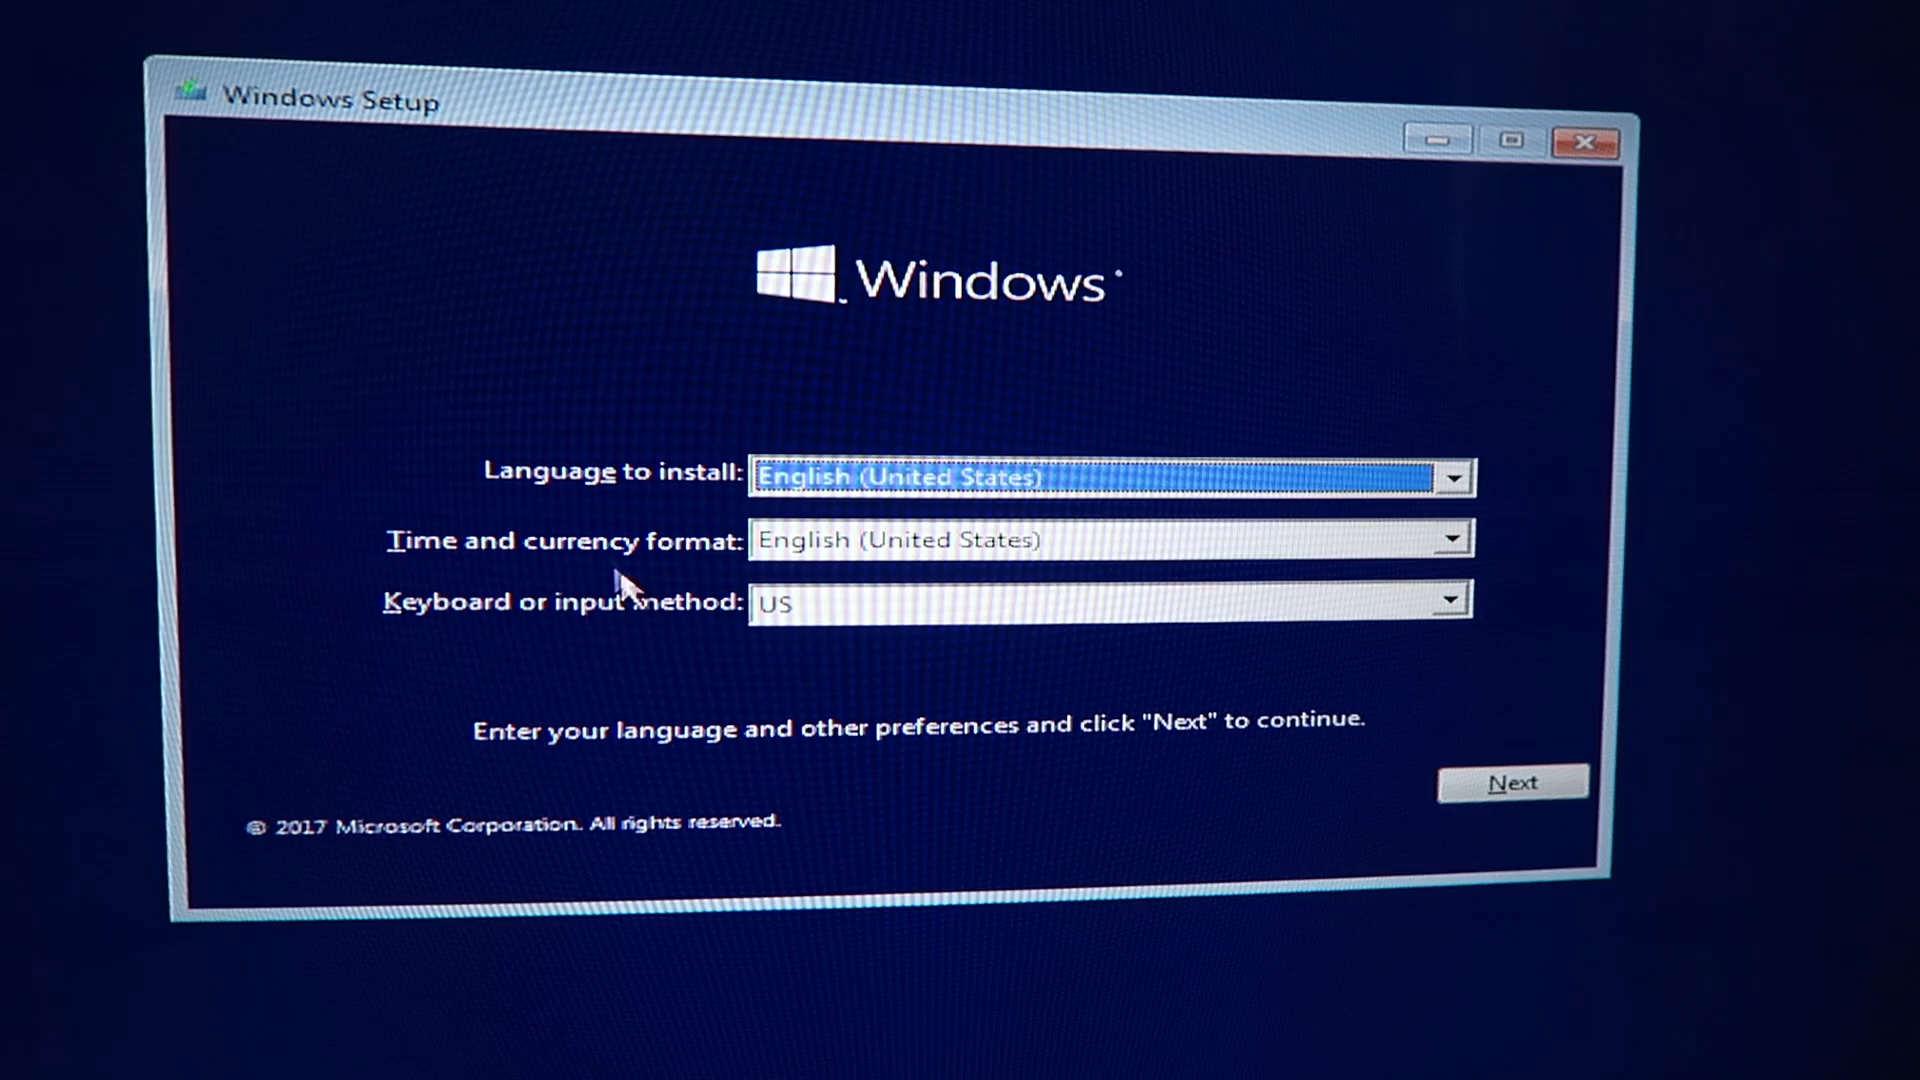 Windows Setup
Windows
Language to install: English (United States)
Time and currency format: English (United States)
Keyboard or input method: US
Enter your language and other preferences and click "Next" to continue.
Next
© 2017 Microsoft Corporation. All rights reserved.